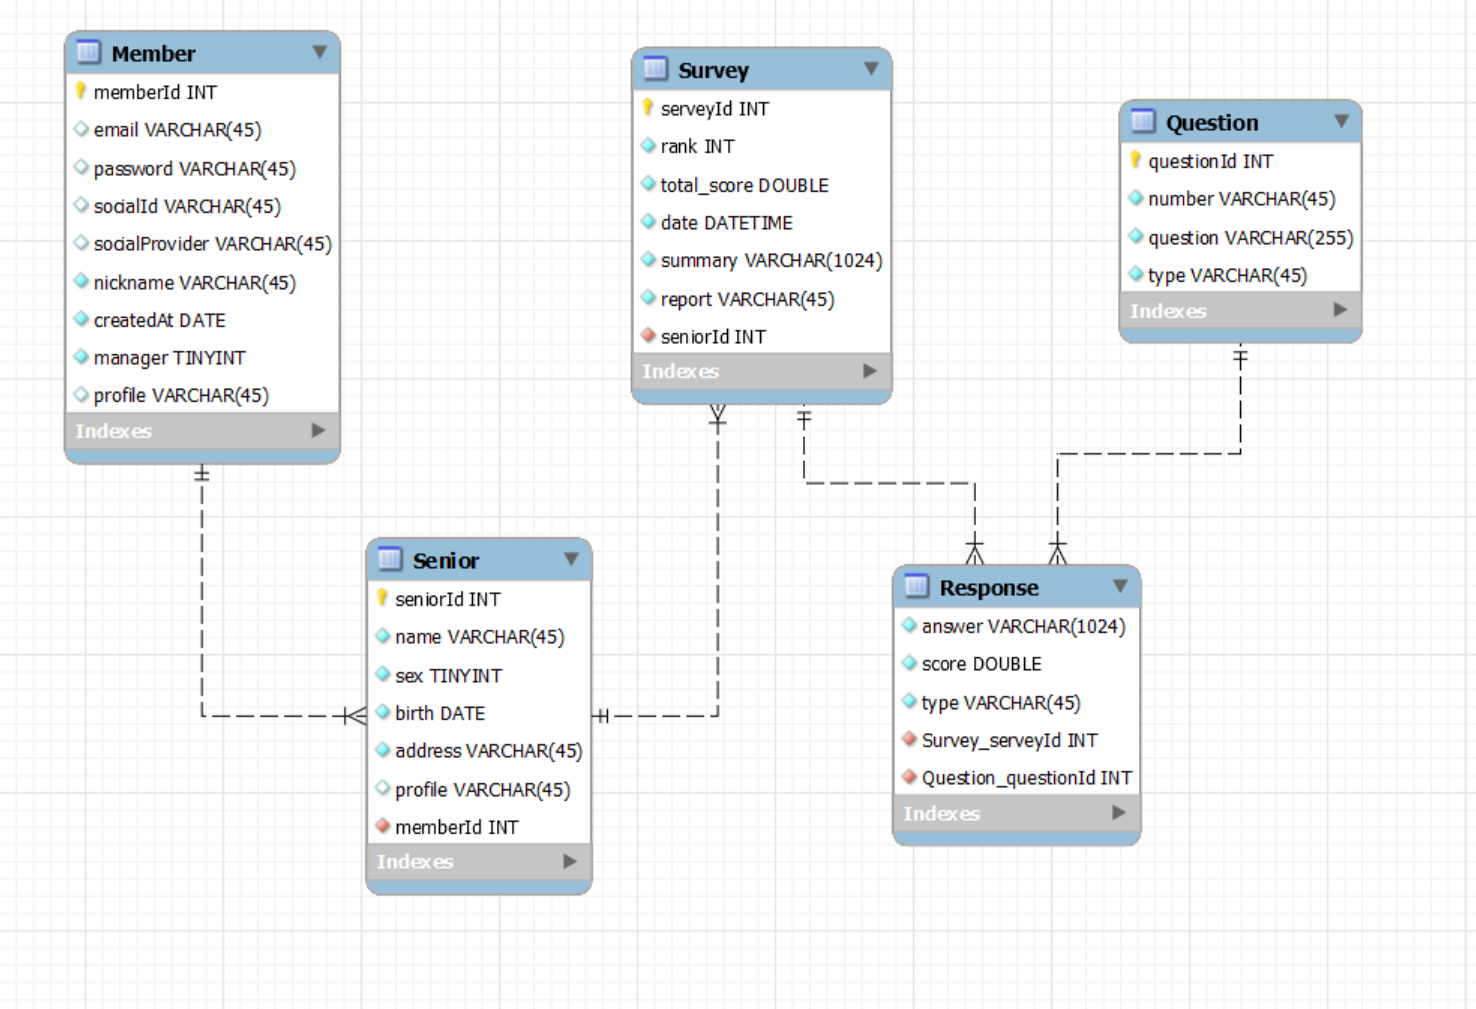 Member
memberId INT
email VARCHAR(45)
password VARCHAR(45)
socialId VARCHAR(45)
socialProvider VARCHAR(45)
nickname VARCHAR(45)
createdAt DATE
manager TINYINT
profile VARCHAR(45)
Indexes
Survey
serveyId INT
rank INT
total_score DOUBLE
date DATETIME
summary VARCHAR(1024)
report VARCHAR(45)
seniorId INT
Indexes
Question
questionId INT
number VARCHAR(45)
question VARCHAR(255)
type VARCHAR(45)
Indexes
Senior
seniorId INT
name VARCHAR(45)
sex TINYINT
birth DATE
address VARCHAR(45)
profile VARCHAR(45)
memberId INT
Indexes
Response
answer VARCHAR(1024)
score DOUBLE
type VARCHAR(45)
Survey_serveyId INT
Question_questionId INT
Indexes